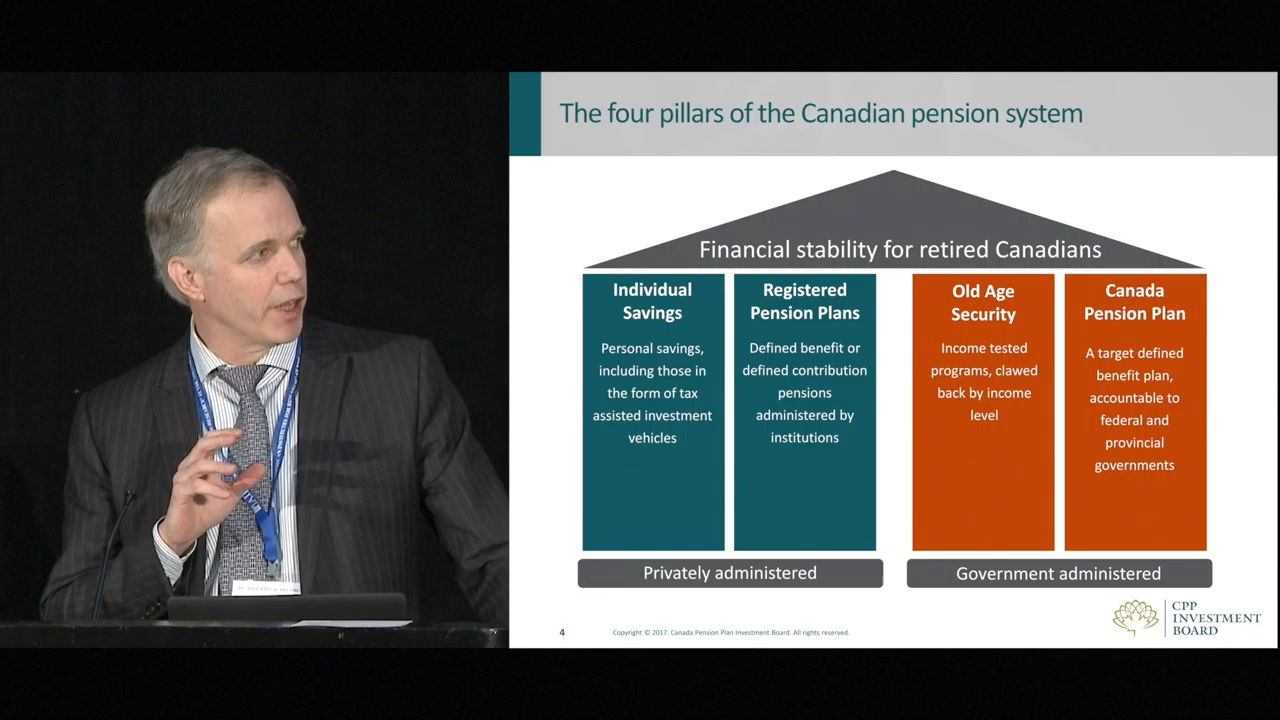 The four pillars of the Canadian pension system
Financial stability for retired Canadians
Individual
Savings
Personal savings,
including those in
the form of tax
assisted investment
vehicles
Registered
Pension Plans
Defined benefit or
defined contribution
pensions
administered by
institutions
Old Age
Security
Income tested
programs, clawed
back by income
level
Canada
Pension Plan
A target defined
benefit plan,
accountable to
federal and
provincial
governments
Privately administered
Government administered
4
Copyright © 2017, Canada Pension Plan Investment Board. All rights reserved.
CPP
INVESTMENT
BOARD